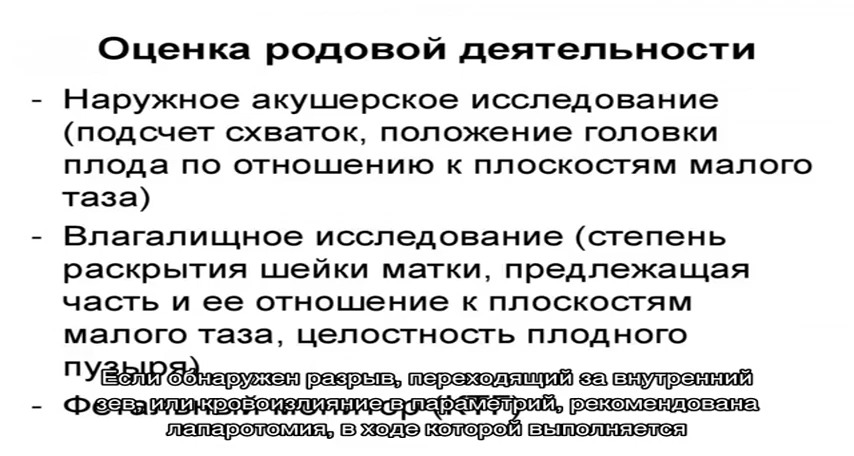 Оценка родовой деятельности
- Наружное акушерское исследование
(подсчет схваток, положение головки
плода по отношению к плоскостям малого
таза)
- Влагалищное исследование (степень
раскрытия шейки матки, предлежащая
часть и ее отношение к плоскостям
малого таза, целостность плодного
пузыря)
Если обнаружен разрыв, переходящий за внутренний
зев, или кровоизлияние в параметрий, рекомендована
лапаротомия, в ходе которой выполняется